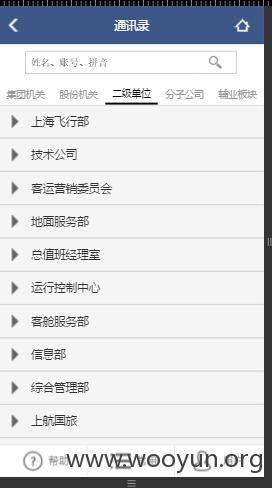 通讯录
姓名、账号、拼音
集团机关 股份机关 二级单位 分子公司 辅业板块
上海飞行部
技术公司
客运营销委员会
地面服务部
总值班经理室
运行控制中心
客舱服务部
信息部
综合管理部
上航国旅
帮助
www.wooyun.org